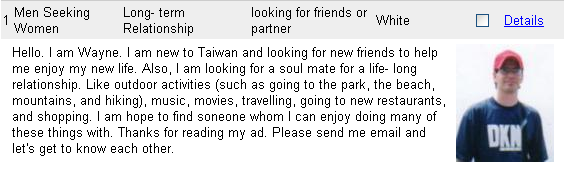 1 Men Seeking Women Long- term Relationship looking for friends or partner White Details
Hello. I am Wayne. I am new to Taiwan and looking for new friends to help
me enjoy my new life. Also, I am looking for a soul mate for a life- long
relationship. Like outdoor activities (such as going to the park, the beach,
mountains, and hiking), music, movies, travelling, going to new restaurants,
and shopping. I am hope to find someone whom I can enjoy doing many of
these things with. Thanks for reading my ad. Please send me email and
let's get to know each other.
DKN